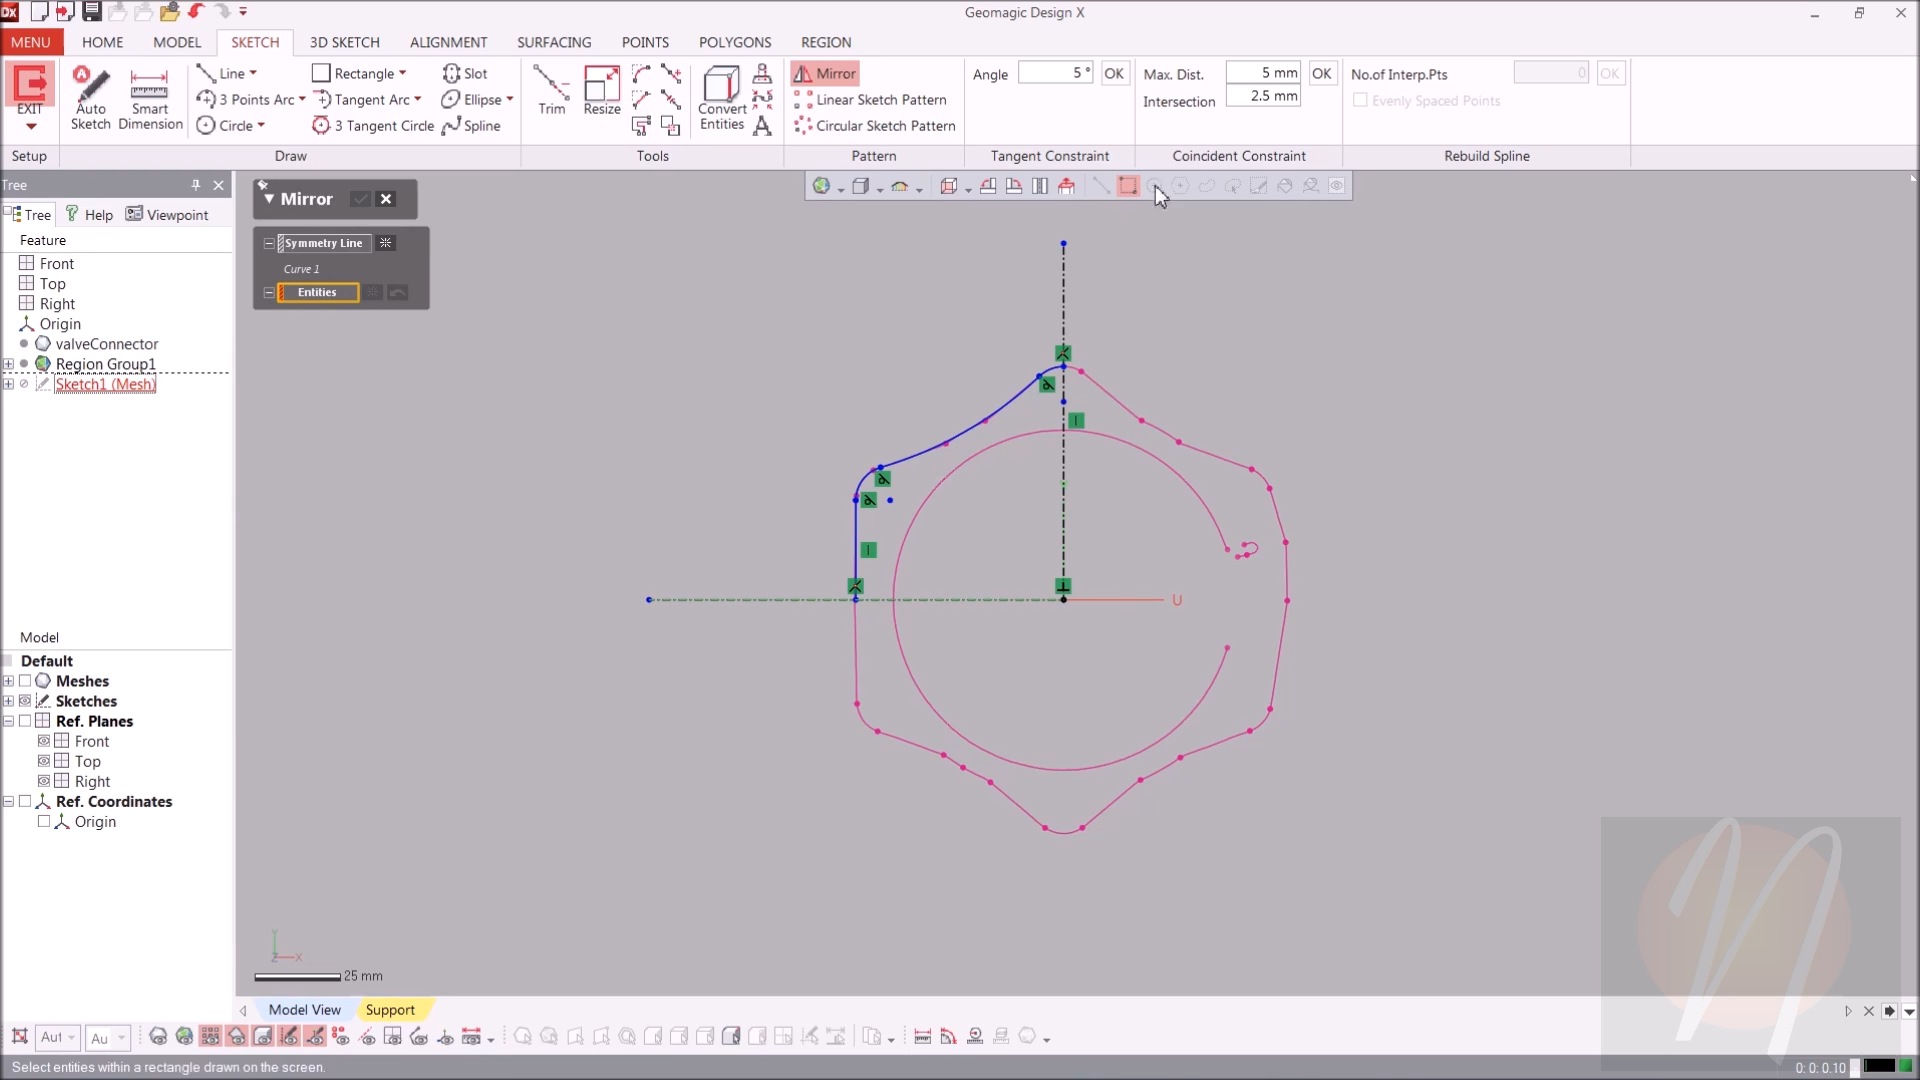 Dx
Geomagic Design X
MENU
HOME
MODEL
SKETCH
3D SKETCH
ALIGNMENT
SURFACING
POINTS
POLYGONS
REGION
EXIT
Auto
Sketch
Smart
Dimension
Line
3 Points Arc
Circle
Rectangle
Tangent Arc
3 Tangent Circle
Slot
Ellipse
Spline
Trim
Resize
Convert
Entities
Mirror
Linear Sketch Pattern
Circular Sketch Pattern
Angle
5 °
OK
Max. Dist.
5 mm
OK
Intersection
2.5 mm
No.of Interp.Pts
0
OK
Evenly Spaced Points
Setup
Draw
Tools
Pattern
Tangent Constraint
Coincident Constraint
Rebuild Spline
Tree
Tree
Help
Viewpoint
Feature
Front
Top
Right
Origin
valveConnector
Region Group1
Sketch1 (Mesh)
Model
Default
Meshes
Sketches
Ref. Planes
Front
Top
Right
Ref. Coordinates
Origin
Mirror
Symmetry Line
Curve 1
Entities
U
Y
Z
X
25 mm
Model View
Support
Aut
Au
Select entities within a rectangle drawn on the screen.
0: 0: 0.10